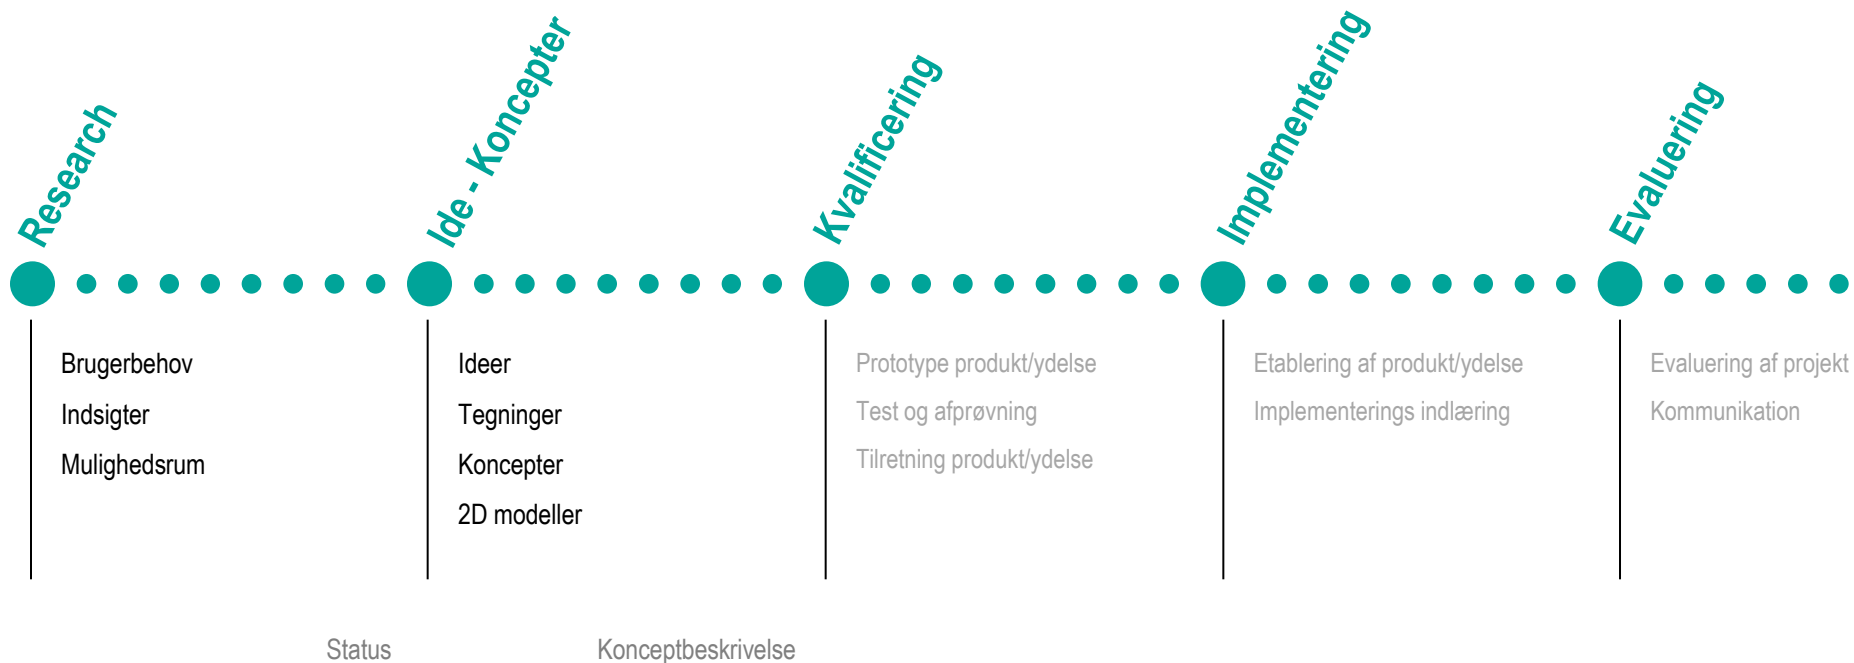 Research
Ide - Koncepter
Kvalificering
Implementering
Evaluering
Brugerbehov
Indsigter
Mulighedsrum
Ideer
Tegninger
Koncepter
2D modeller
Prototype produkt/ydelse
Test og afprøvning
Tilretning produkt/ydelse
Etablering af produkt/ydelse
Implementerings indlæring
Evaluering af projekt
Kommunikation
Status
Konceptbeskrivelse